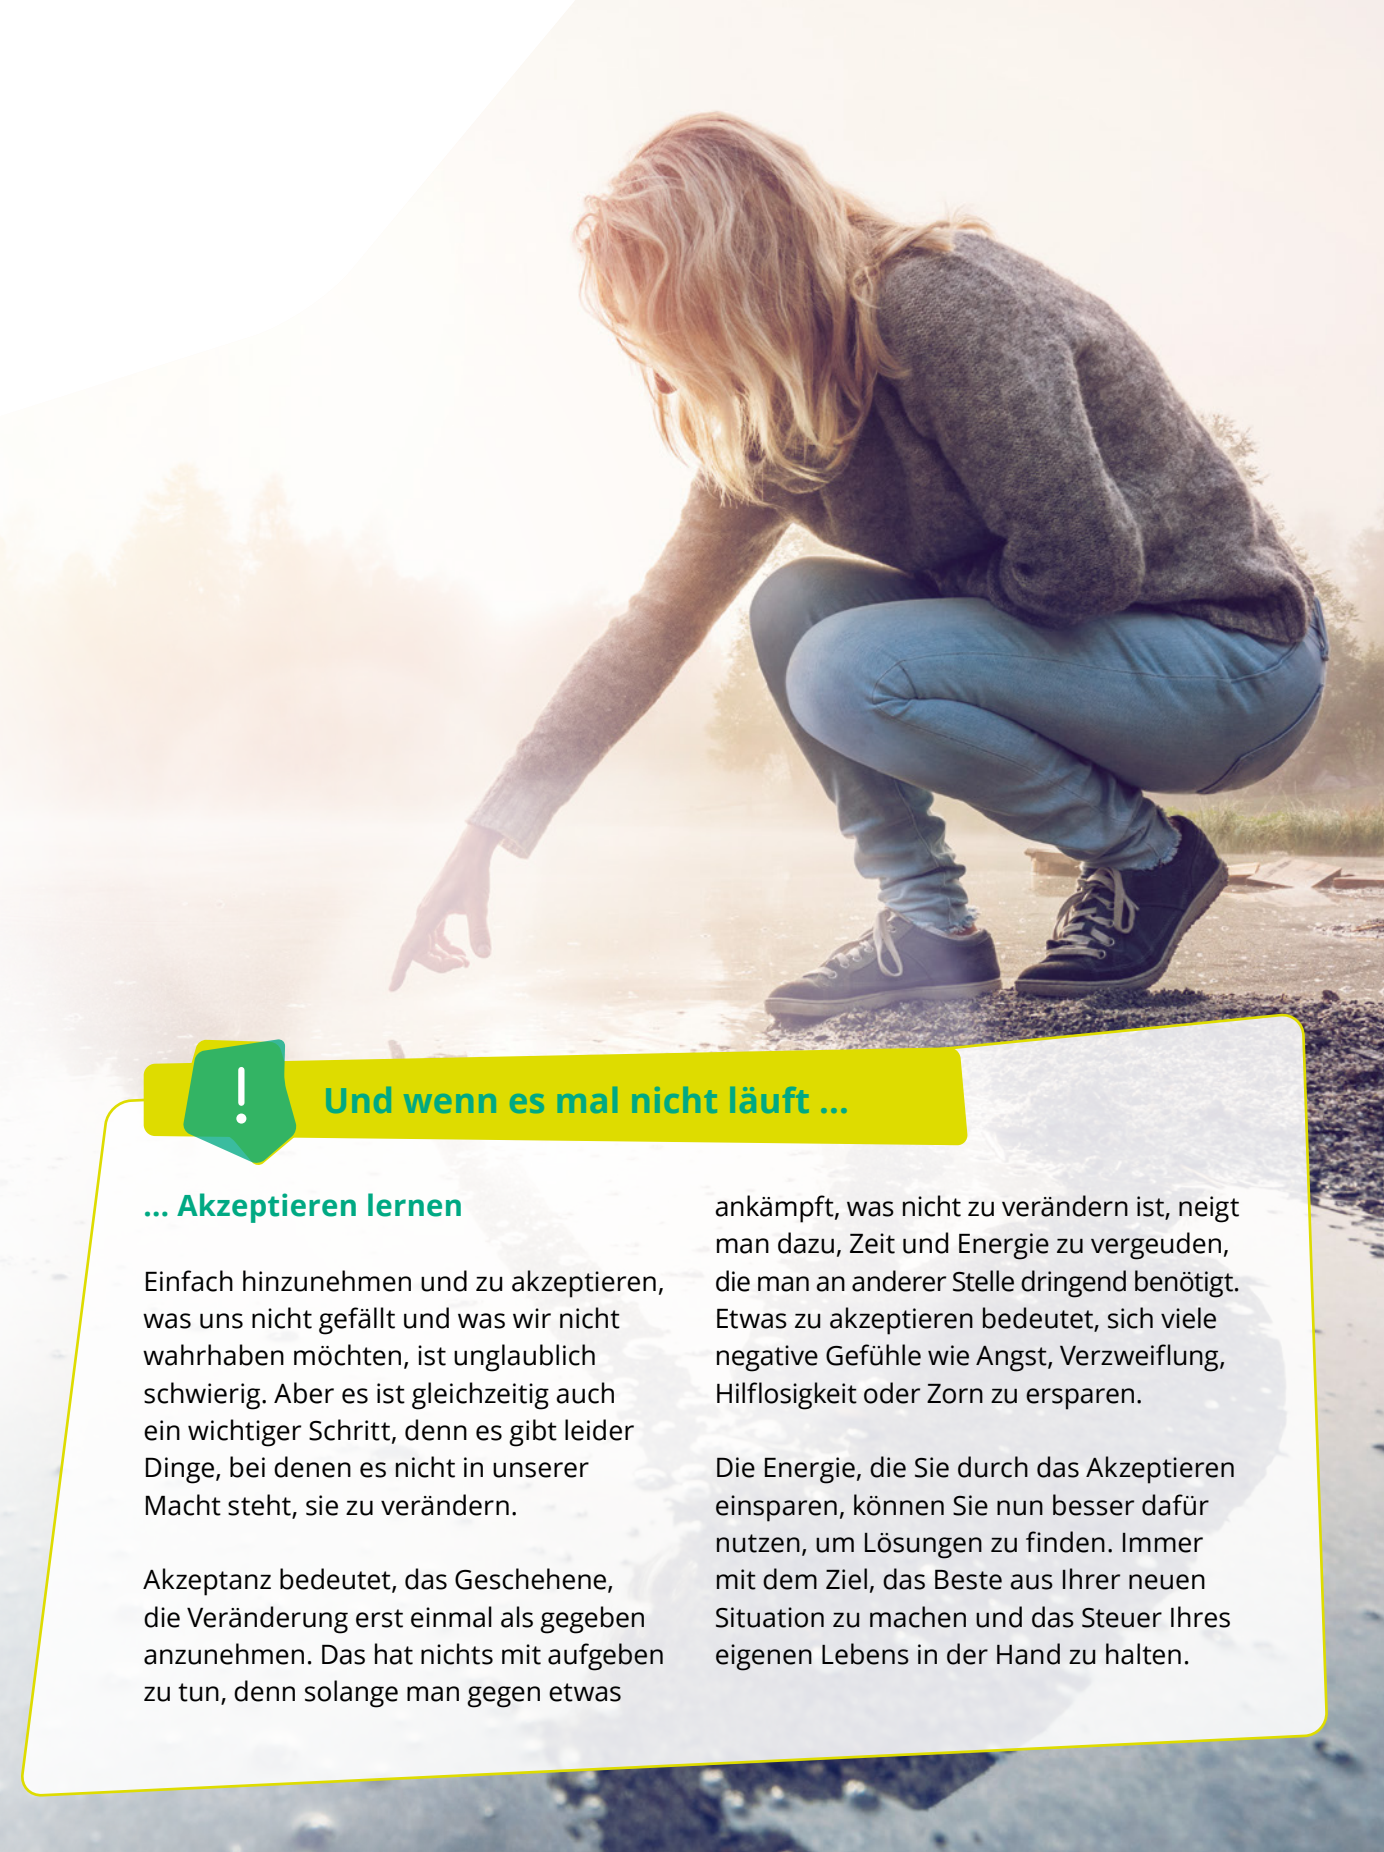 !
Und wenn es mal nicht läuft ...
... Akzeptieren lernen
Einfach hinzunehmen und zu akzeptieren,
was uns nicht gefällt und was wir nicht
wahrhaben möchten, ist unglaublich
schwierig. Aber es ist gleichzeitig auch
ein wichtiger Schritt, denn es gibt leider
Dinge, bei denen es nicht in unserer
Macht steht, sie zu verändern.
Akzeptanz bedeutet, das Geschehene,
die Veränderung erst einmal als gegeben
anzunehmen. Das hat nichts mit aufgeben
zu tun, denn solange man gegen etwas
ankämpft, was nicht zu verändern ist, neigt
man dazu, Zeit und Energie zu vergeuden,
die man an anderer Stelle dringend benötigt.
Etwas zu akzeptieren bedeutet, sich viele
negative Gefühle wie Angst, Verzweiflung,
Hilflosigkeit oder Zorn zu ersparen.
Die Energie, die Sie durch das Akzeptieren
einsparen, können Sie nun besser dafür
nutzen, um Lösungen zu finden. Immer
mit dem Ziel, das Beste aus Ihrer neuen
Situation zu machen und das Steuer Ihres
eigenen Lebens in der Hand zu halten.